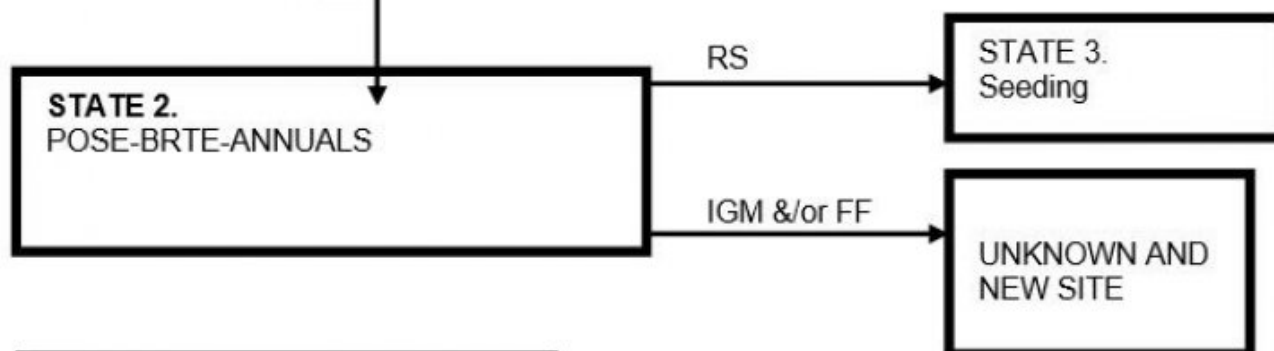 RS
STATE 3.
Seeding
STATE 2.
POSE-BRTE-ANNUALS
IGM &/or FF
UNKNOWN AND
NEW SITE